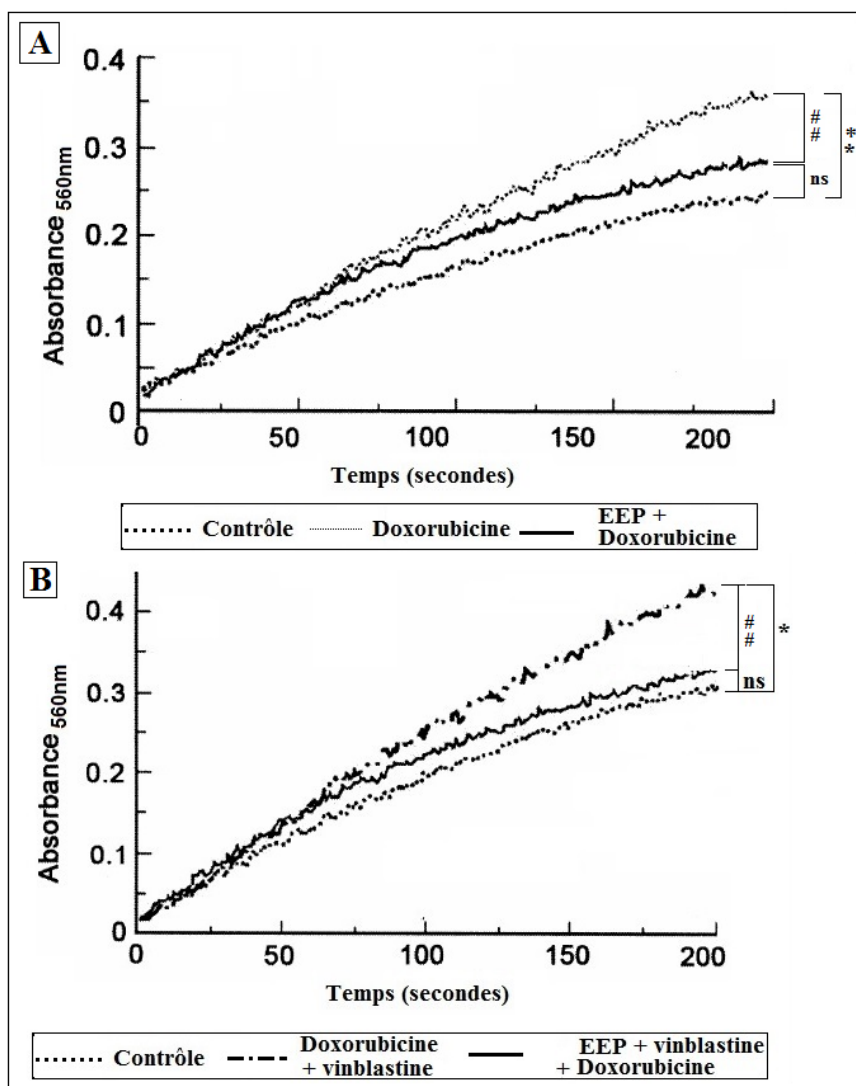 A
0.4
0.3
0.2
0.1
0
Absorbance 560nm
# #
* *
ns
0 50 100 150 200
Temps (secondes)
Contrôle Doxorubicine EEP + Doxorubicine
B
0.4
0.3
0.2
0.1
0
Absorbance 560nm
# #
*
ns
0 50 100 150 200
Temps (secondes)
Contrôle Doxorubicine + vinblastine EEP + vinblastine + Doxorubicine